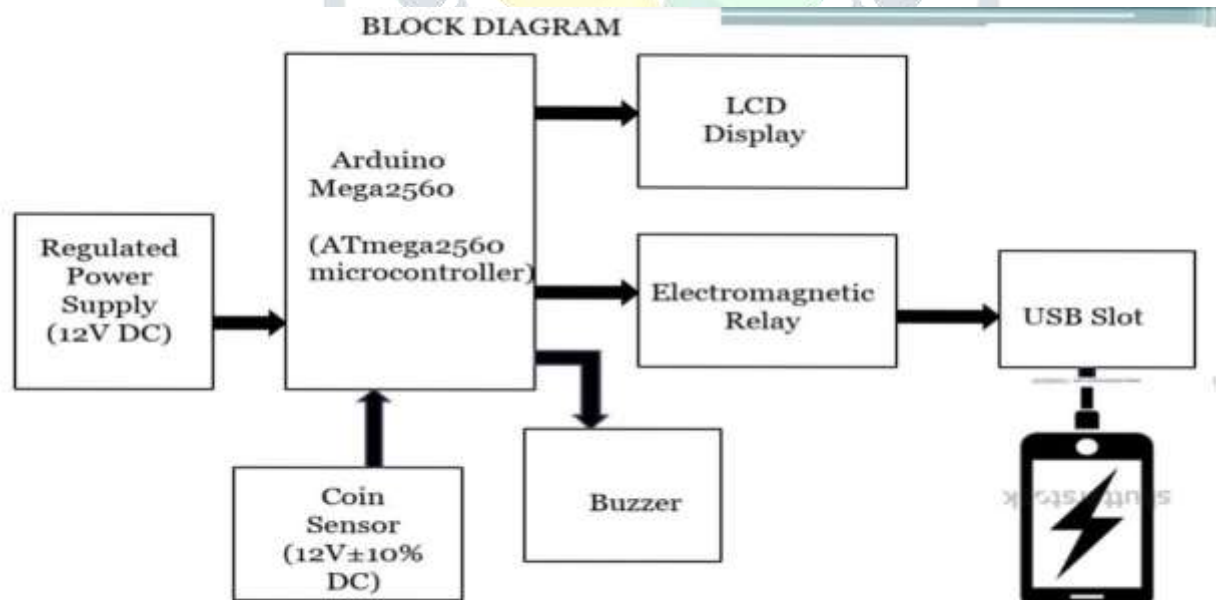 BLOCK DIAGRAM
Arduino
Mega2560
(ATmega2560
microcontroller)
LCD
Display
Regulated
Power
Supply
(12V DC)
Electromagnetic
Relay
USB Slot
Coin
Sensor
(12V±10%
DC)
Buzzer